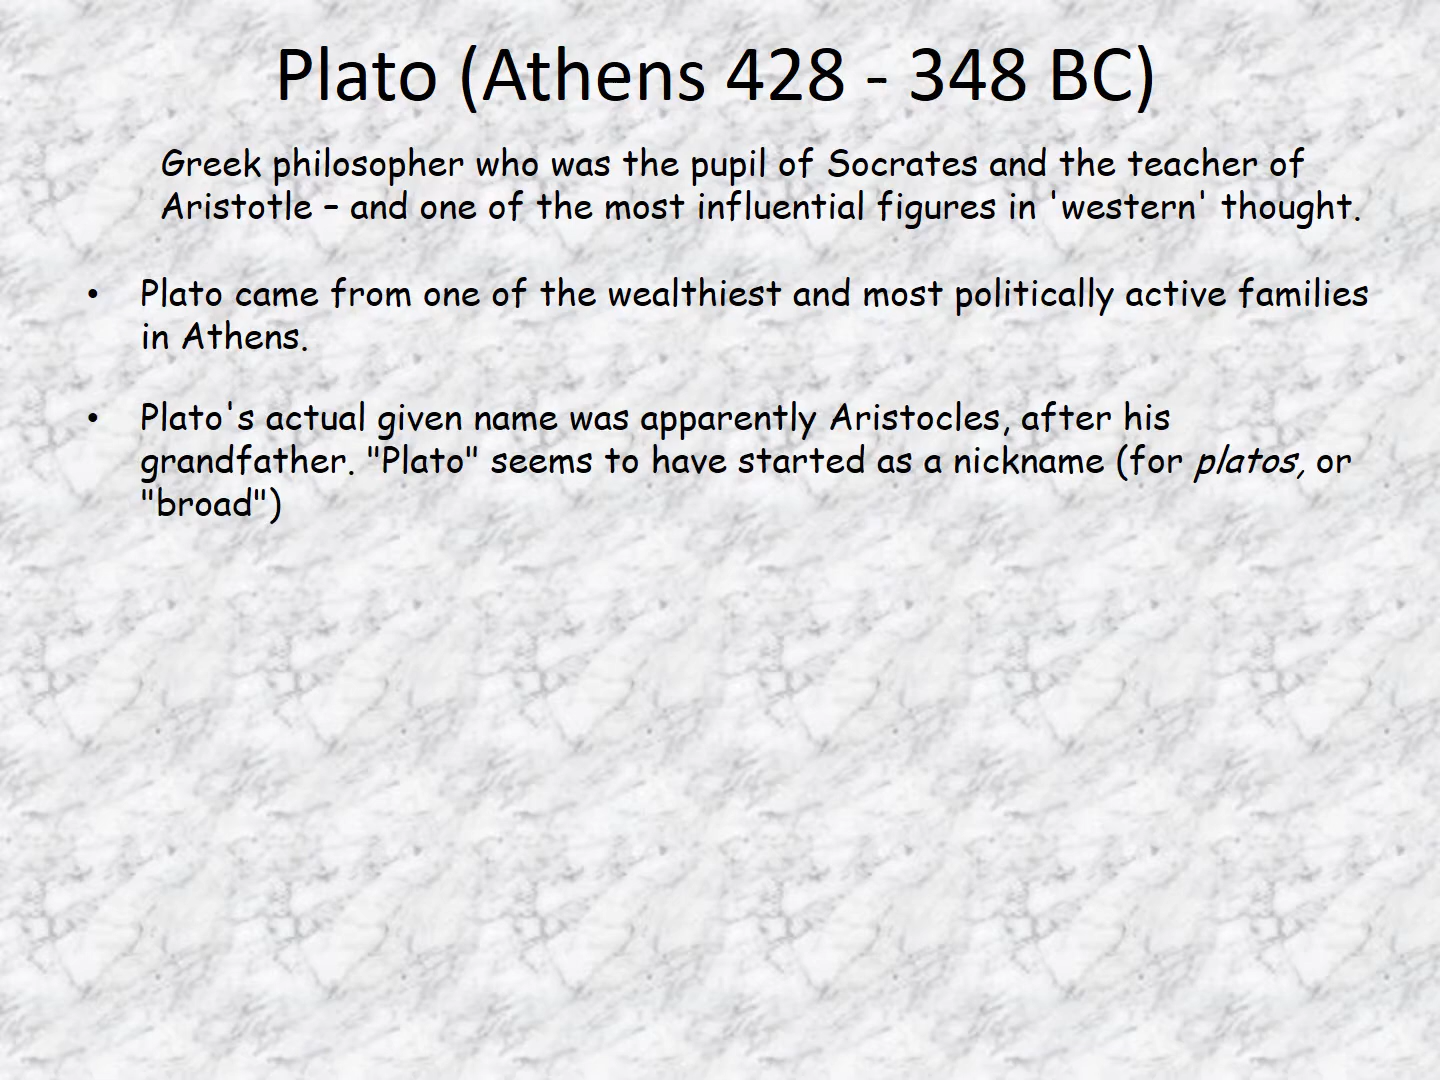 Plato (Athens 428 - 348 BC)
Greek philosopher who was the pupil of Socrates and the teacher of
Aristotle – and one of the most influential figures in 'western' thought.
• Plato came from one of the wealthiest and most politically active families
in Athens.
• Plato's actual given name was apparently Aristocles, after his
grandfather. "Plato" seems to have started as a nickname (for platos, or
"broad")